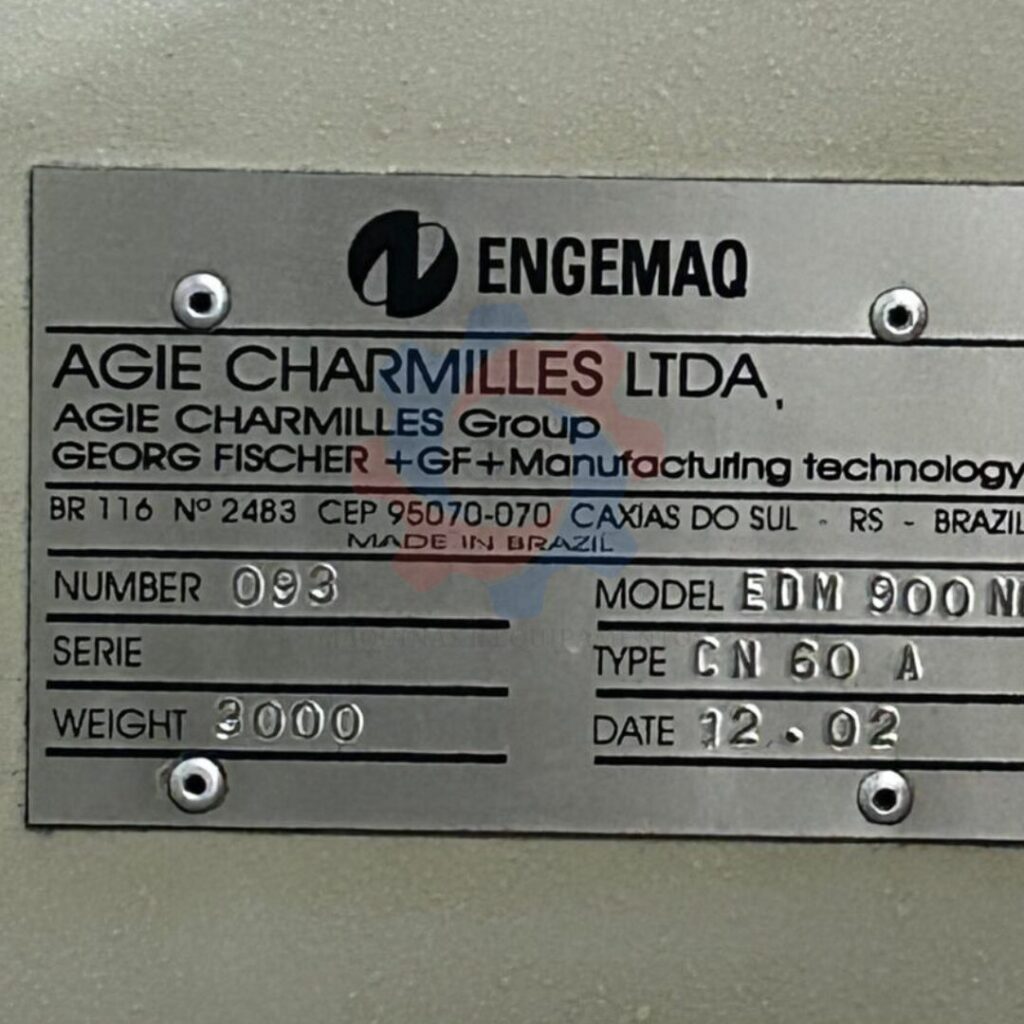 ENGEMAQ
AGIE CHARMILLES LTDA.
AGIE CHARMILLES Group
GEORG FISCHER +GF+Manufacturing technology
BR 116 Nº 2483 CEP 95070-070 CAXIAS DO SUL - RS - BRAZIL
MADE IN BRAZIL
NUMBER 093
MODEL EDM 900
SERIE
TYPE CN 60 A
WEIGHT 3000
DATE 12.02